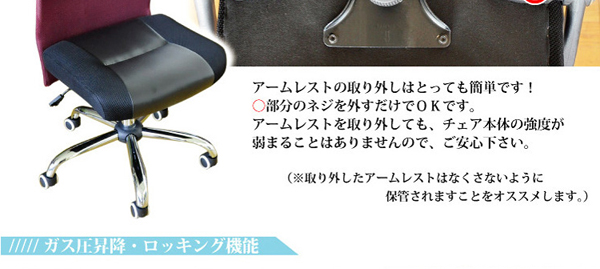 アームレストの取り外しはとっても簡単です！
○部分のネジを外すだけでＯＫです。
アームレストを取り外しても、チェア本体の強度が
弱まることはありませんので、ご安心下さい。
（※取り外したアームレストはなくさないように
保管されますことをオススメします。）
///// ガス圧昇降・ロッキング機能